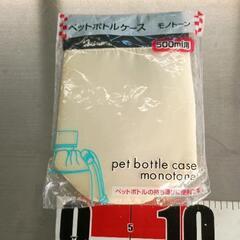 ペットボトルケース モノトーン
500ml用
pet bottle case
monotone
ペットボトルの持ち運びに便利です
0 5 10